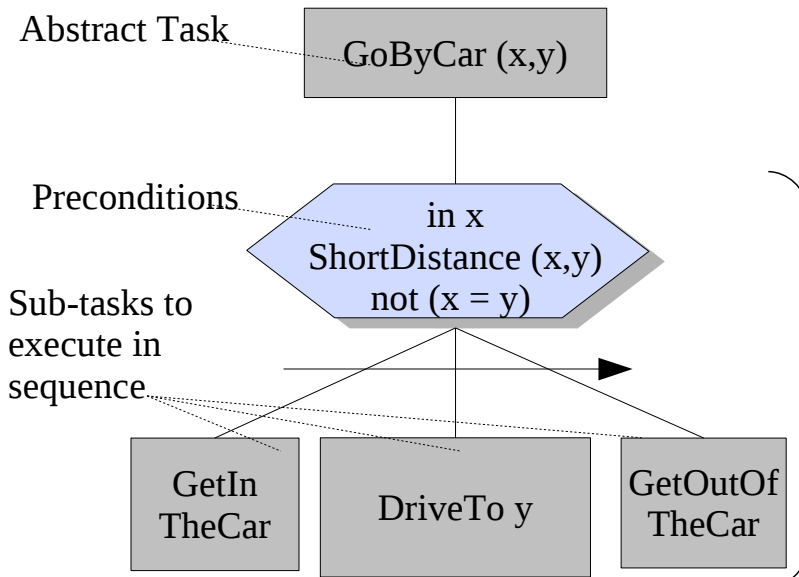 Abstract Task
GoByCar (x,y)
Preconditions
in x
ShortDistance (x,y)
not (x = y)
Sub-tasks to
execute in
sequence
GetIn
TheCar
DriveTo y
GetOutOf
TheCar